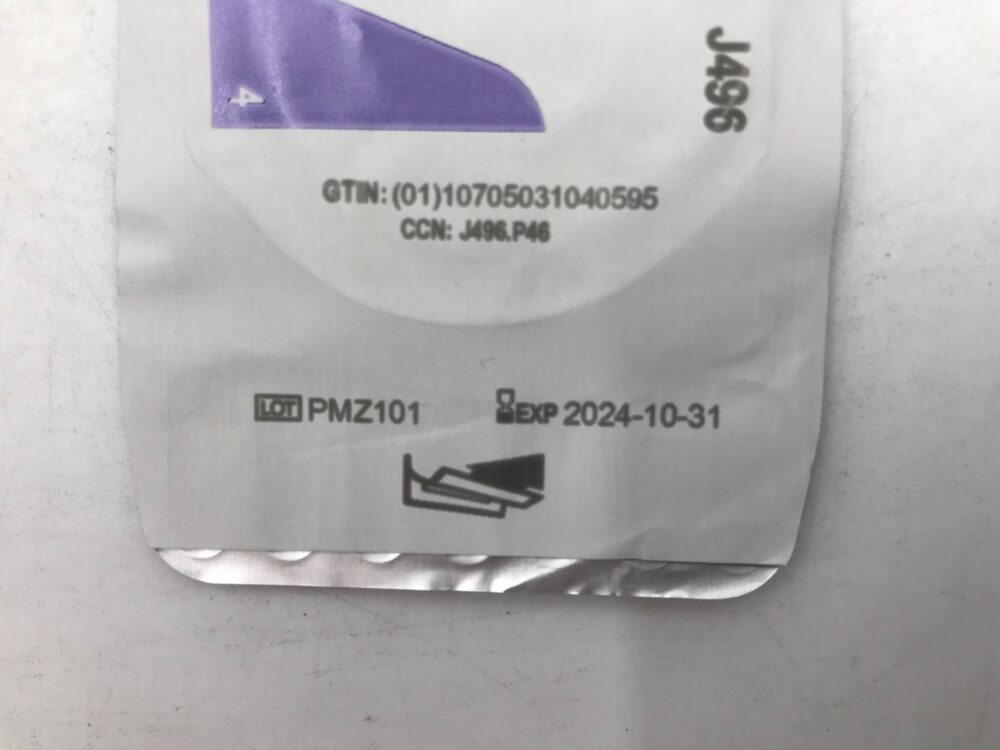 J496
4
GTIN: (01)10705031040595
CCN: J496.P46
LOT PMZ101
EXP 2024-10-31